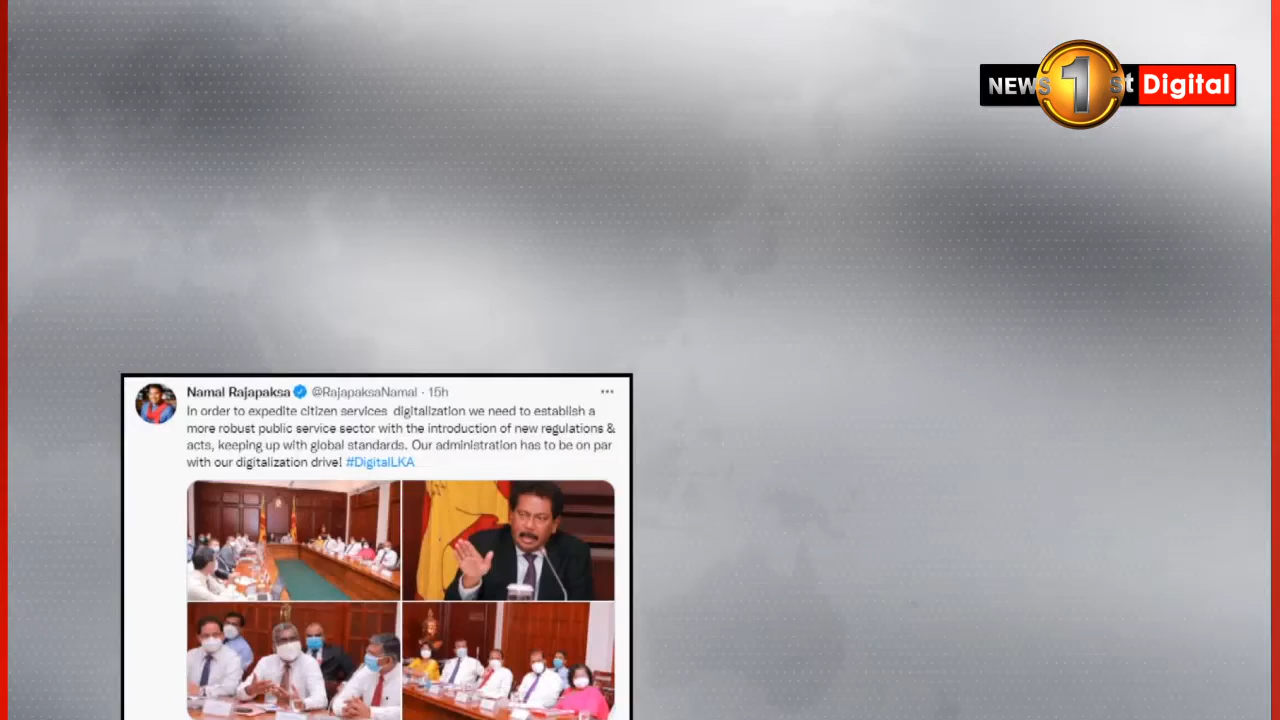 NEWS 1st Digital
Namal Rajapaksa @RajapaksaNamal · 15h
In order to expedite citizen services digitalization we need to establish a
more robust public service sector with the introduction of new regulations &
acts, keeping up with global standards. Our administration has to be on par
with our digitalization drive! #DigitalLKA